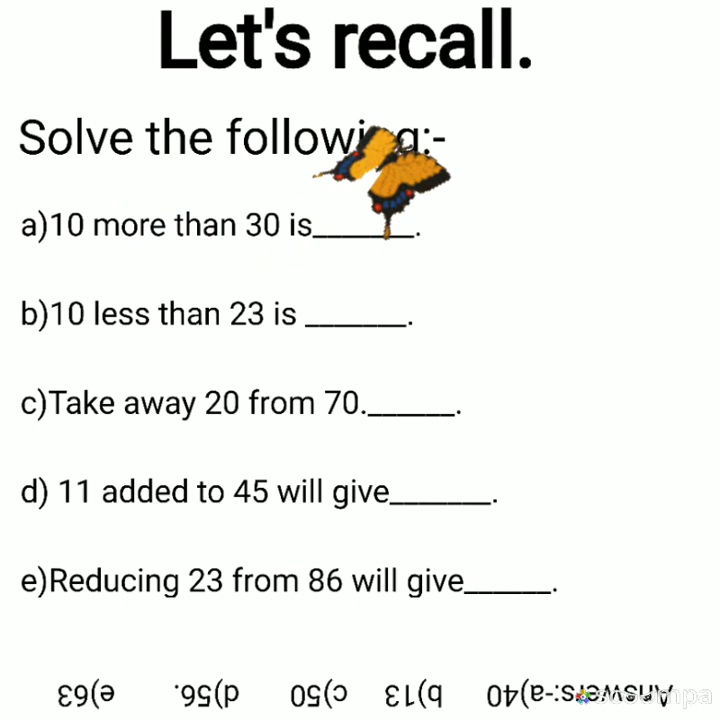 Let's recall.
Solve the following:-
a)10 more than 30 is______.
b)10 less than 23 is ______.
c)Take away 20 from 70.______.
d) 11 added to 45 will give______.
e)Reducing 23 from 86 will give______.
Answers:-a)40 b)13 c)50 d)56. e)63
scoompa